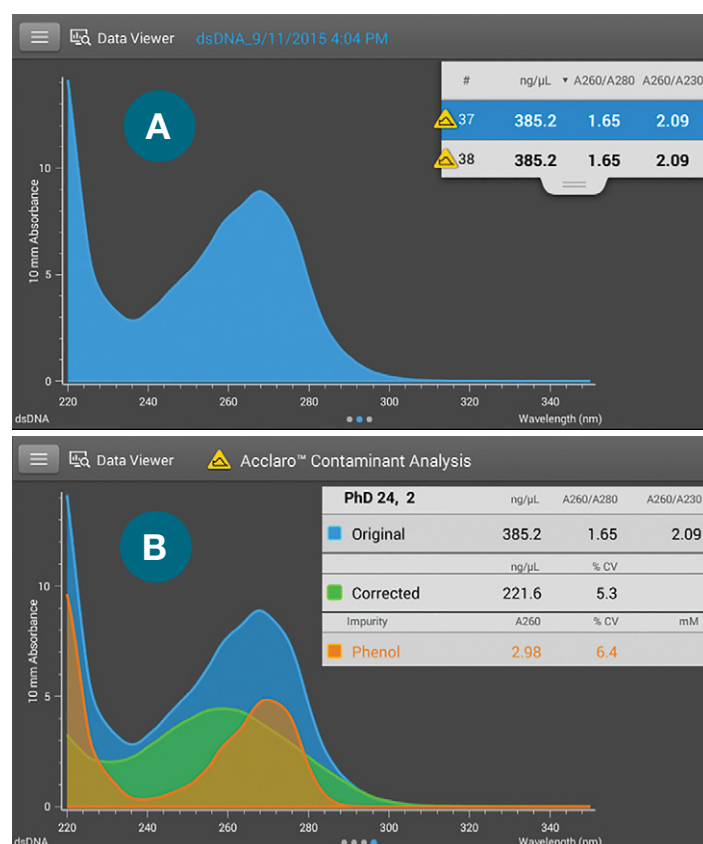 Data Viewer dsDNA_9/11/2015 4:04 PM
A
# ng/µL ▾ A260/A280 A260/A230
37 385.2 1.65 2.09
38 385.2 1.65 2.09
10 mm Absorbance
10
5
0
220 240 260 280 300 320 340
dsDNA Wavelength (nm)
Data Viewer Acclaro™ Contaminant Analysis
B
PhD 24, 2 ng/µL A260/A280 A260/A230
Original 385.2 1.65 2.09
ng/µL % CV
Corrected 221.6 5.3
Impurity A260 % CV mM
Phenol 2.98 6.4
10 mm Absorbance
10
5
0
220 240 260 280 300 320 340
dsDNA Wavelength (nm)